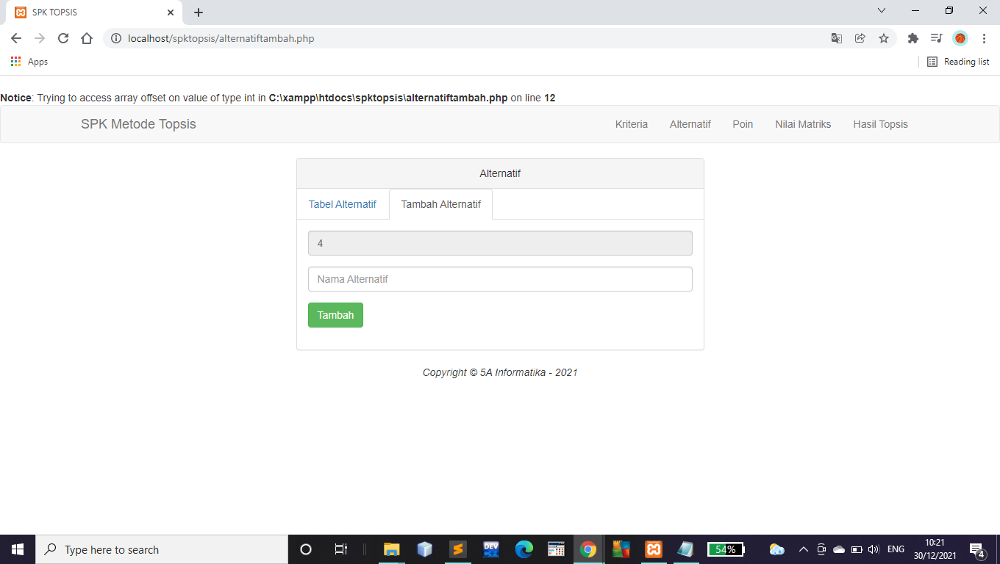 SPK TOPSIS
localhost/spktopsis/alternatiftambah.php
Apps
Reading list
Notice: Trying to access array offset on value of type int in C:\xampp\htdocs\spktopsis\alternatiftambah.php on line 12
SPK Metode Topsis Kriteria Alternatif Poin Nilai Matriks Hasil Topsis
Alternatif
Tabel Alternatif Tambah Alternatif
4
Nama Alternatif
Tambah
Copyright © 5A Informatika - 2021
Type here to search
DEV
54%
ENG
10:21
30/12/2021
4